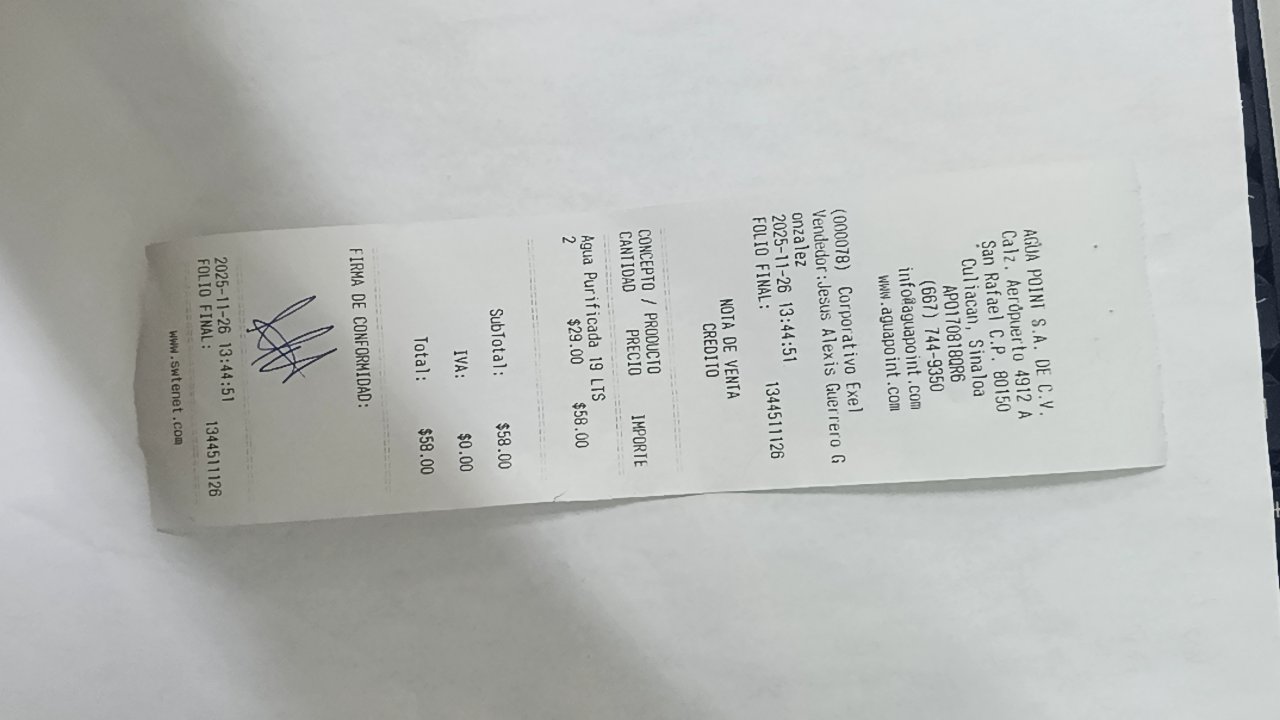 AGUA POINT S.A. DE C.V.
Calz. Aeropuerto 4912 A
San Rafael C.P. 80150
Culiacan, Sinaloa
APO170818QR6
(667) 744-9350
info@aguapoint.com
www.aguapoint.com
(000078) Corporativo Exel
Vendedor:Jesus Alexis Guerrero G
onzalez
2025-11-26 13:44:51
FOLIO FINAL: 1344511126
NOTA DE VENTA
CREDITO
CONCEPTO / PRODUCTO
CANTIDAD PRECIO IMPORTE
Agua Purificada 19 LTS
2 $29.00 $58.00
SubTotal: $58.00
IVA: $0.00
Total: $58.00
FIRMA DE CONFORMIDAD:
2025-11-26 13:44:51
FOLIO FINAL: 1344511126
www.swtenet.com